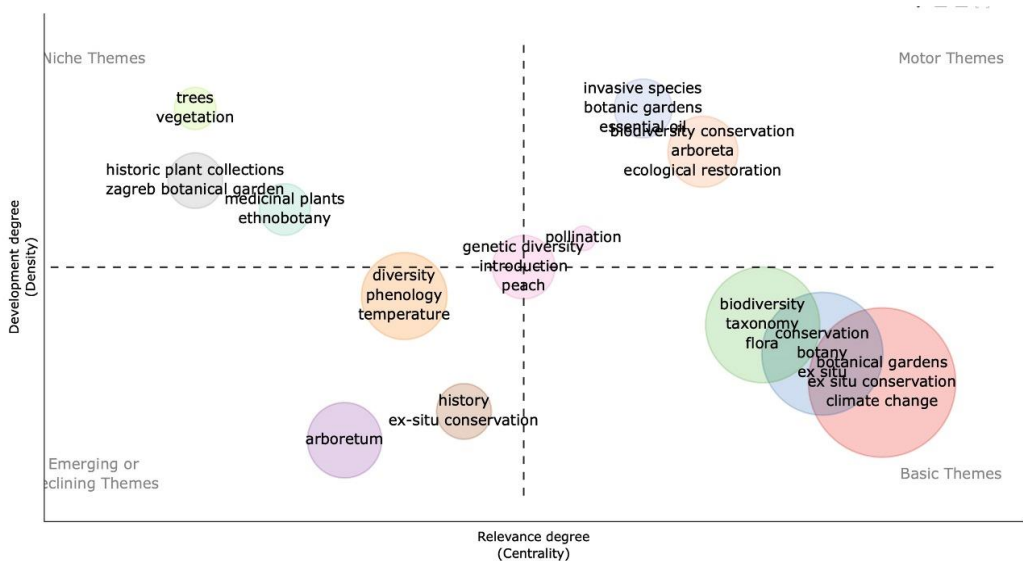 Niche Themes
Motor Themes
trees
vegetation
invasive species
botanic gardens
essential oil
biodiversity conservation
arboreta
ecological restoration
historic plant collections
zagreb botanical garden
medicinal plants
ethnobotany
pollination
genetic diversity
introduction
peach
diversity
phenology
temperature
biodiversity
taxonomy
flora
conservation
botany
ex situ
botanical gardens
ex situ conservation
climate change
history
ex-situ conservation
arboretum
Emerging or
eclining Themes
Basic Themes
Development degree
(Density)
Relevance degree
(Centrality)